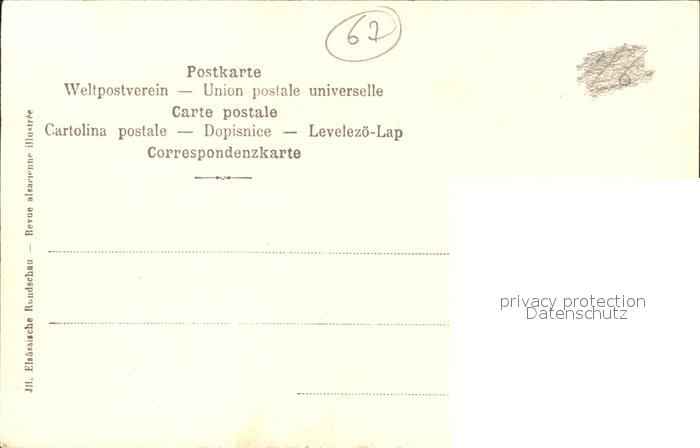 67
Postkarte
Weltpostverein — Union postale universelle
Carte postale
Cartolina postale — Dopisnice — Levelezö-Lap
Correspondenzkarte
Jll. Elsässische Rundschau — Revue alsacienne illustrée
privacy protection
Datenschutz